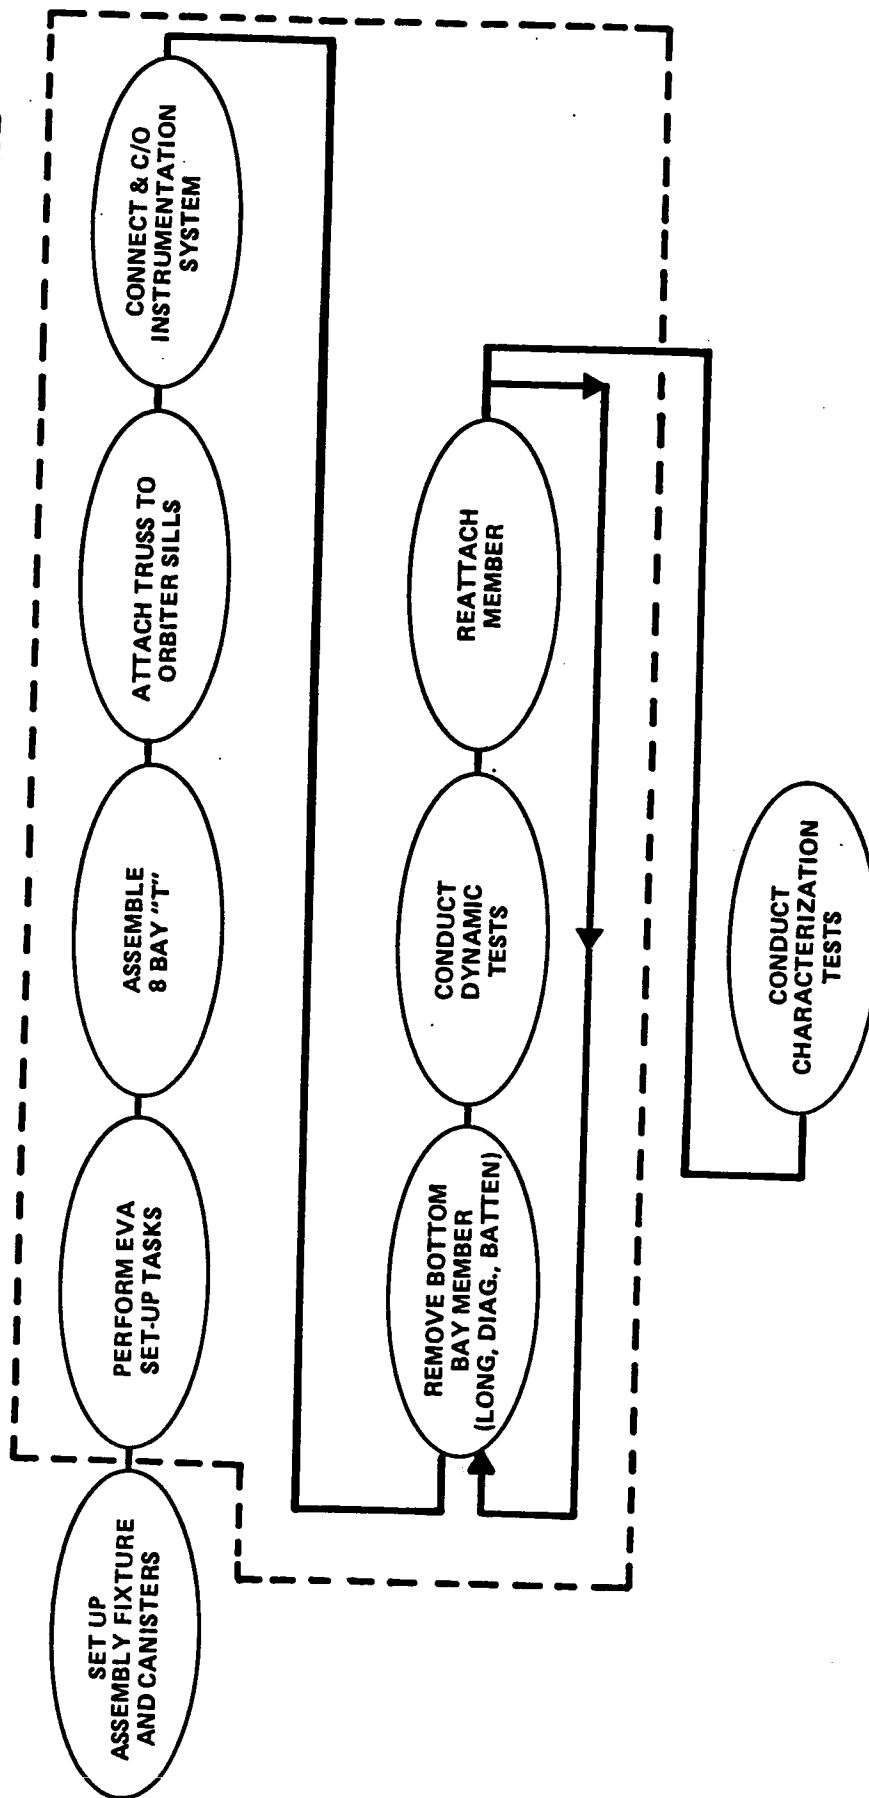 SET UP
ASSEMBLY FIXTURE
AND CANISTERS
PERFORM EVA
SET-UP TASKS
ASSEMBLE
8 BAY "T"
ATTACH TRUSS TO
ORBITER SILLS
CONNECT & C/O
INSTRUMENTATION
SYSTEM
REMOVE BOTTOM
BAY MEMBER
(LONG, DIAG., BATTEN)
CONDUCT
DYNAMIC
TESTS
REATTACH
MEMBER
CONDUCT
CHARACTERIZATION
TESTS